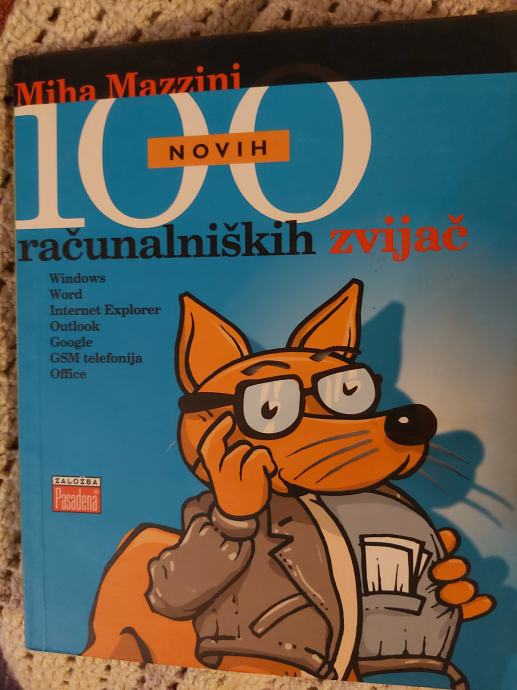 Miha Mazzini
100
NOVIH
računalniških zvijač
Windows
Word
Internet Explorer
Outlook
Google
GSM telefonija
Office
ZALOŽBA
Pasadena